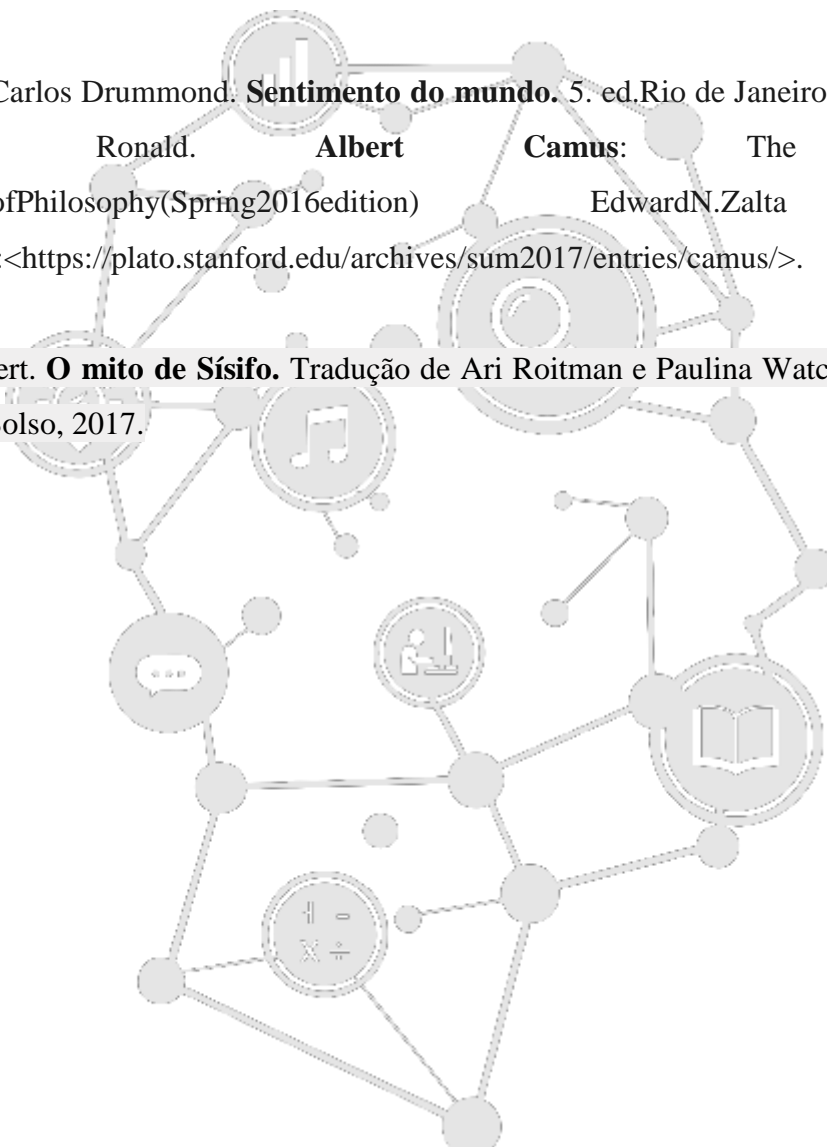 Carlos Drummond. Sentimento do mundo. 5. ed.Rio de Janeiro
Ronald. Albert Camus: The
ofPhilosophy(Spring2016edition) EdwardN.Zalta
:<https://plato.stanford.edu/archives/sum2017/entries/camus/>.
ert. O mito de Sísifo. Tradução de Ari Roitman e Paulina Watc
Bolso, 2017.